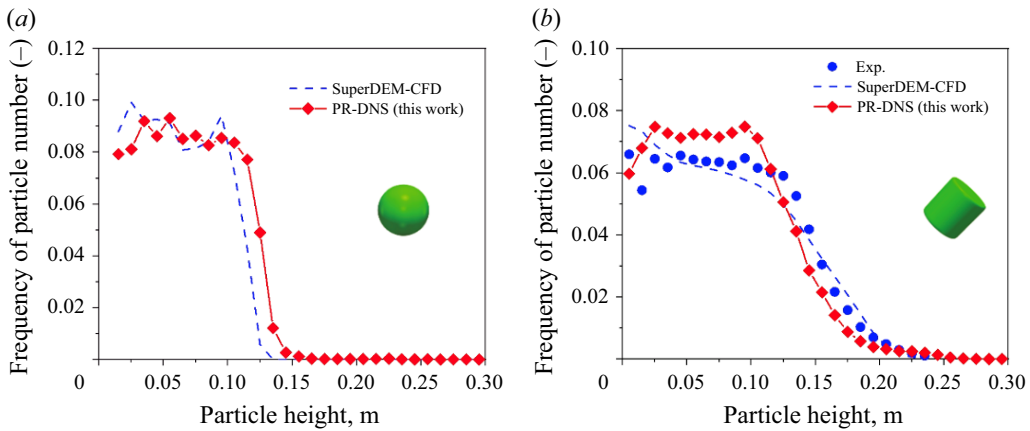 (a)
Frequency of particle number (–)
0.12
0.10
0.08
0.06
0.04
0.02
0
0.05
0.10
0.15
0.20
0.25
0.30
Particle height, m
SuperDEM-CFD
PR-DNS (this work)
(b)
Frequency of particle number (–)
0.10
0.08
0.06
0.04
0.02
0
0.05
0.10
0.15
0.20
0.25
0.30
Particle height, m
Exp.
SuperDEM-CFD
PR-DNS (this work)